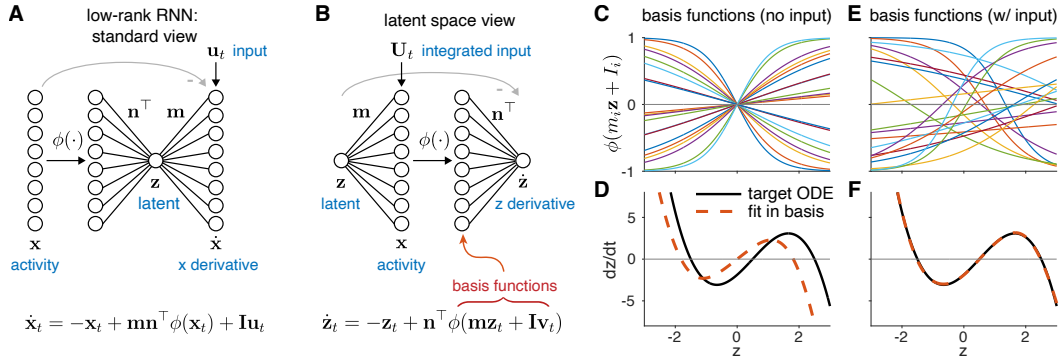 A
low-rank RNN:
standard view
u_t input
n⊤ m
ϕ(·)
z
latent
x
activity
ẋ
x derivative
ẋ_t = −x_t + mn⊤ϕ(x_t) + Iu_t
B
latent space view
U_t integrated input
m
n⊤
ϕ(·)
z
latent
ż
z derivative
x
activity
basis functions
ż_t = −z_t + n⊤ϕ(mz_t + Iv_t)
C
basis functions (no input)
ϕ(m_i z + I_i)
1
0
-1
D
target ODE
fit in basis
dz/dt
5
0
-5
-2 0 2
z
E
basis functions (w/ input)
F
-2 0 2
z